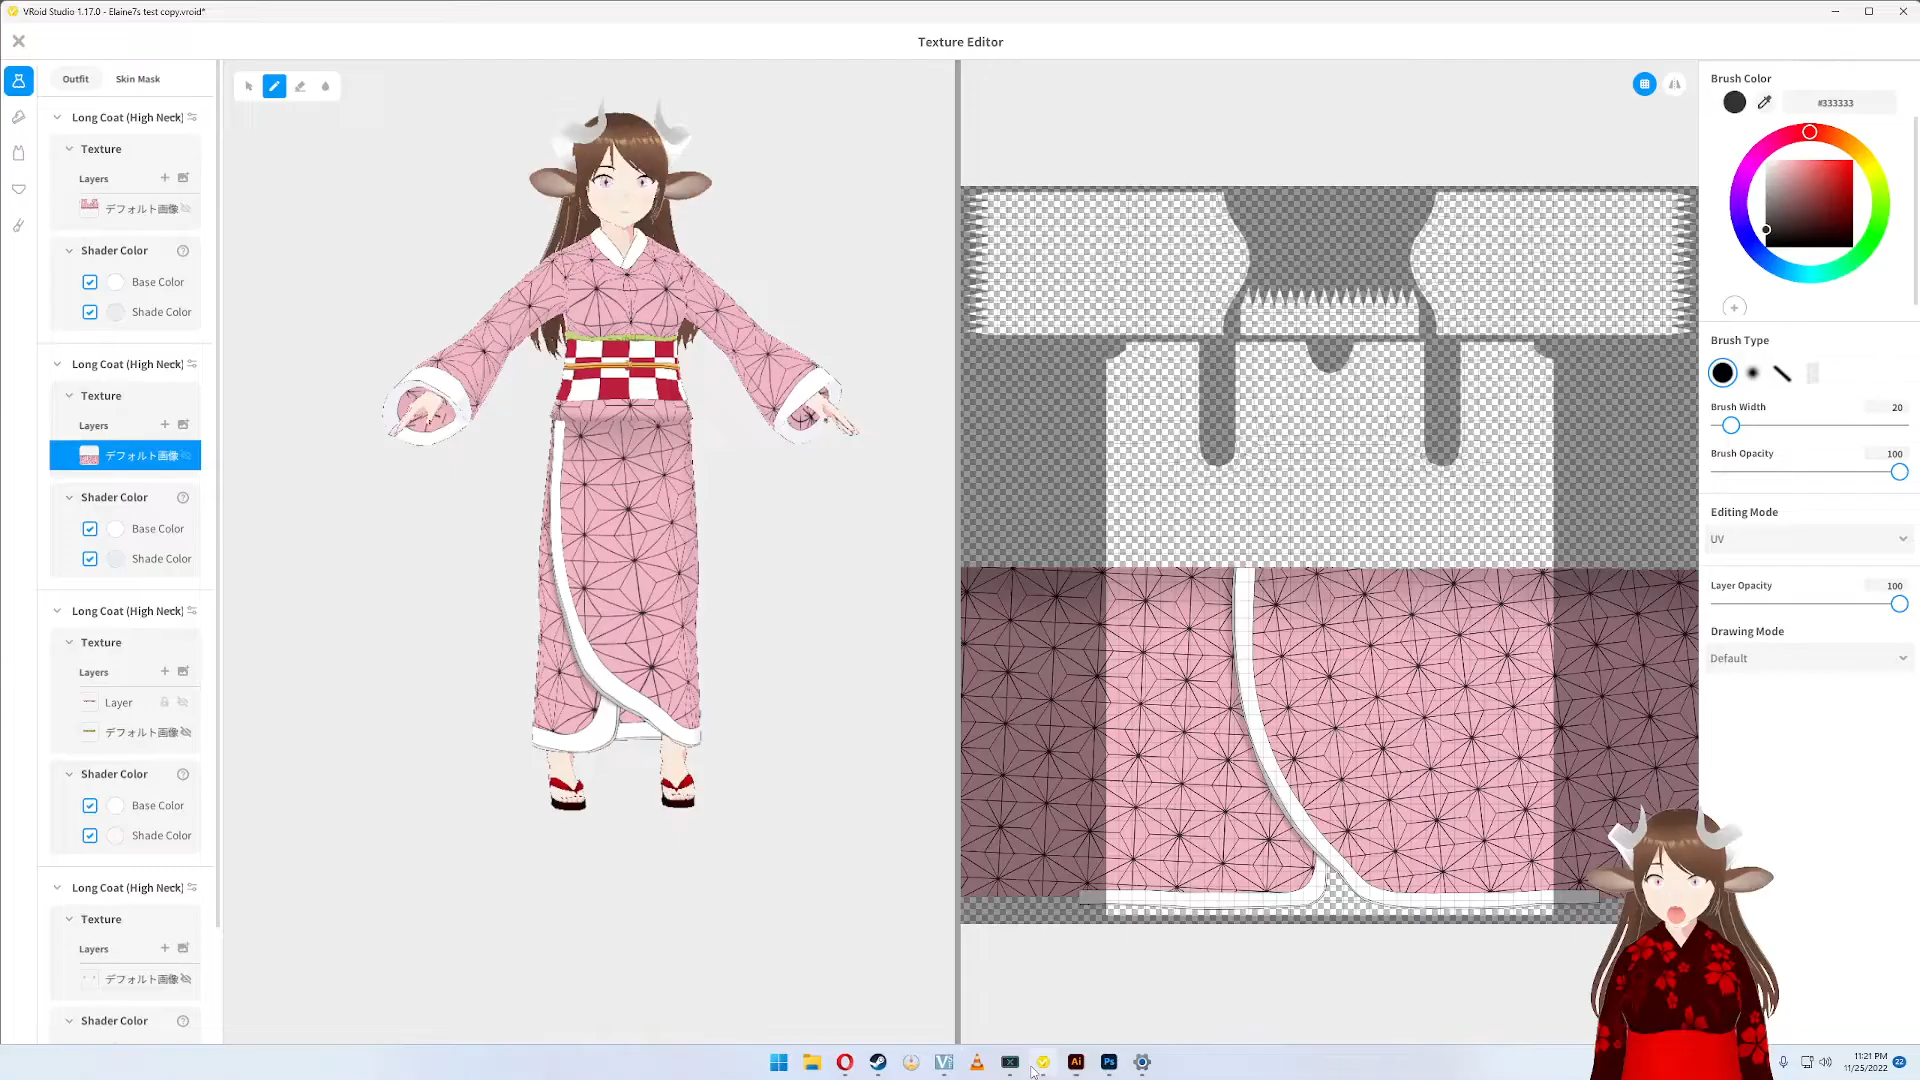 VRoid Studio 1.17.0 - Elaine7s test copy.vroid*
Texture Editor
Outfit
Skin Mask
Long Coat (High Neck)
Texture
Layers
デフォルト画像
Shader Color
Base Color
Shade Color
Long Coat (High Neck)
Texture
Layers
デフォルト画像
Shader Color
Base Color
Shade Color
Long Coat (High Neck)
Texture
Layers
Layer
デフォルト画像
Shader Color
Base Color
Shade Color
Long Coat (High Neck)
Texture
Layers
デフォルト画像
Shader Color
Brush Color
#333333
Brush Type
Brush Width
20
Brush Opacity
100
Editing Mode
UV
Layer Opacity
100
Drawing Mode
Default
Ai
Ps
11:21 PM
11/25/2022
22